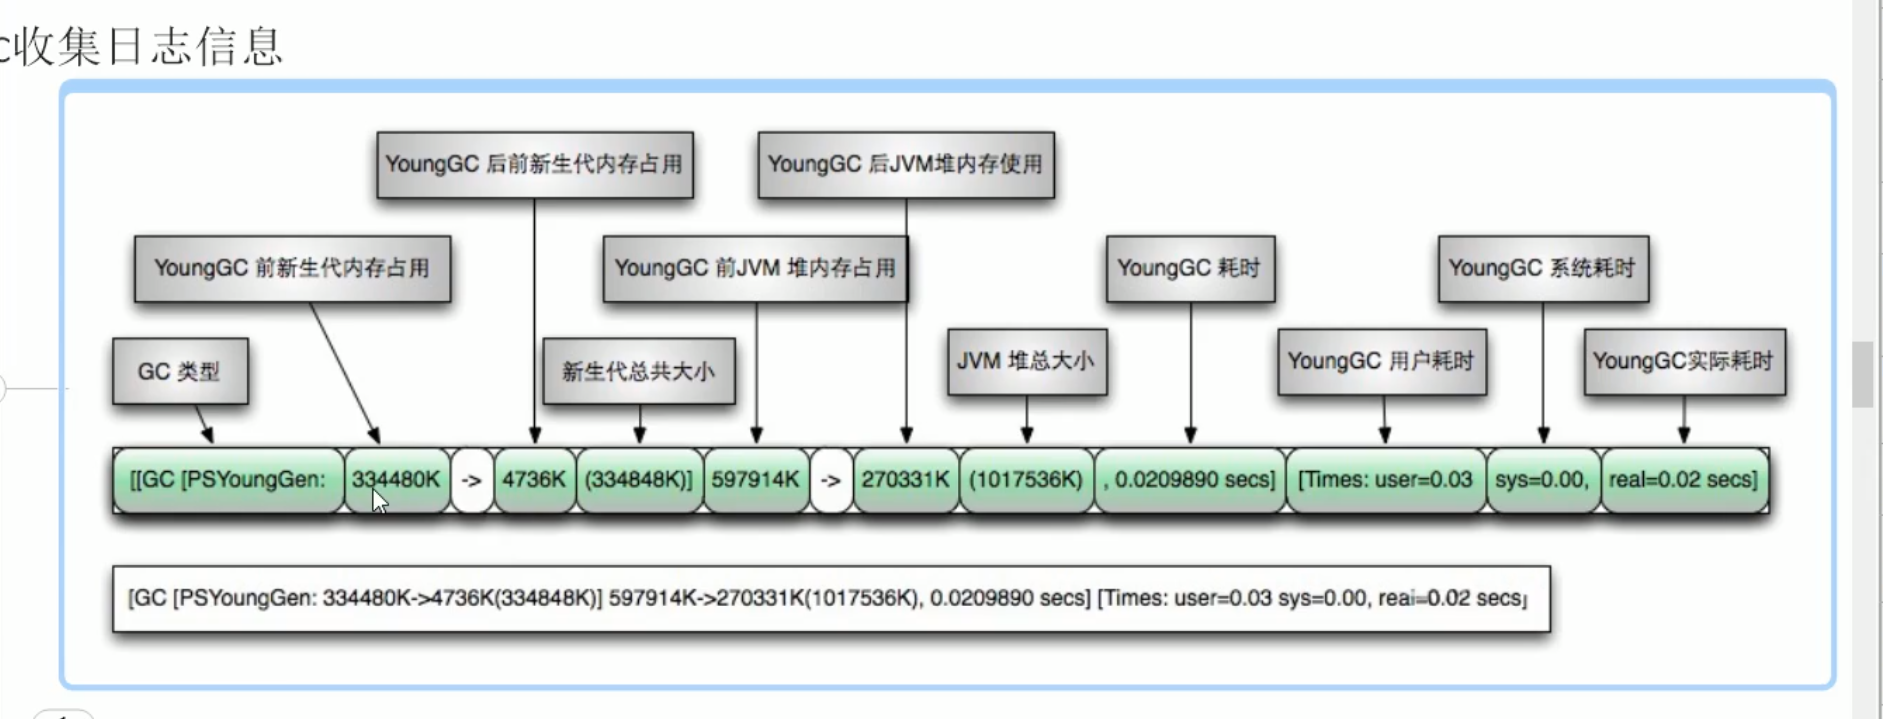 c收集日志信息
YoungGC 后前新生代内存占用
YoungGC 后JVM堆内存使用
YoungGC 前新生代内存占用
YoungGC 前JVM 堆内存占用
YoungGC 耗时
YoungGC 系统耗时
GC 类型
新生代总共大小
JVM 堆总大小
YoungGC 用户耗时
YoungGC实际耗时
[[GC [PSYoungGen: 334480K -> 4736K (334848K)] 597914K -> 270331K (1017536K) , 0.0209890 secs] [Times: user=0.03 sys=0.00, real=0.02 secs]
[GC [PSYoungGen: 334480K->4736K(334848K)] 597914K->270331K(1017536K), 0.0209890 secs] [Times: user=0.03 sys=0.00, real=0.02 secs]